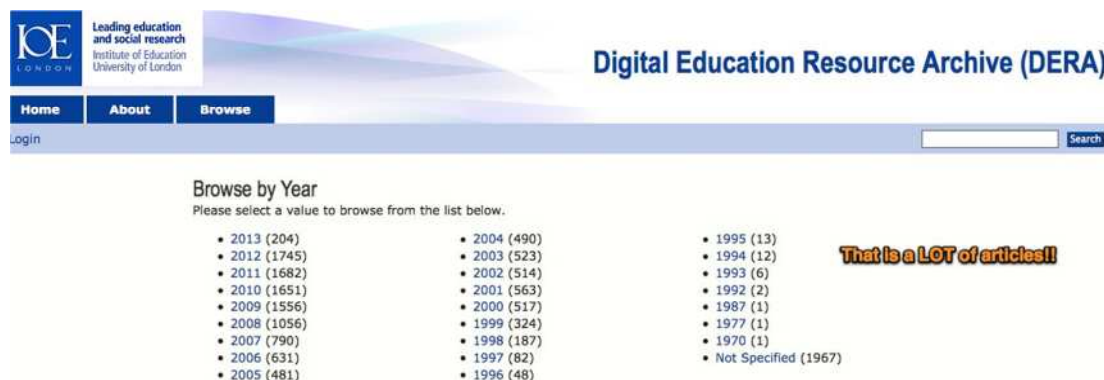 IOE
LONDON
Leading education
and social research
Institute of Education
University of London
Digital Education Resource Archive (DERA)
Home
About
Browse
Login
Search
Browse by Year
Please select a value to browse from the list below.
• 2013 (204)
• 2012 (1745)
• 2011 (1682)
• 2010 (1651)
• 2009 (1556)
• 2008 (1056)
• 2007 (790)
• 2006 (631)
• 2005 (481)
• 2004 (490)
• 2003 (523)
• 2002 (514)
• 2001 (563)
• 2000 (517)
• 1999 (324)
• 1998 (187)
• 1997 (82)
• 1996 (48)
• 1995 (13)
• 1994 (12)
• 1993 (6)
• 1992 (2)
• 1987 (1)
• 1977 (1)
• 1970 (1)
• Not Specified (1967)
That is a LOT of articles!!